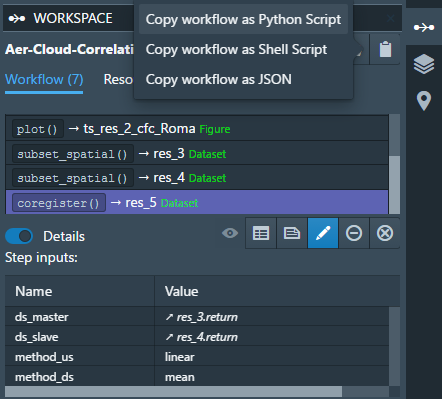 WORKSPACE
Copy workflow as Python Script
Aer-Cloud-Correlati
Copy workflow as Shell Script
Copy workflow as JSON
Workflow (7) Reso
plot() → ts_res_2_cfc_Roma Figure
subset_spatial() → res_3 Dataset
subset_spatial() → res_4 Dataset
coregister() → res_5 Dataset
Details
Step inputs:
Name Value
ds_master ↗ res_3.return
ds_slave ↗ res_4.return
method_us linear
method_ds mean